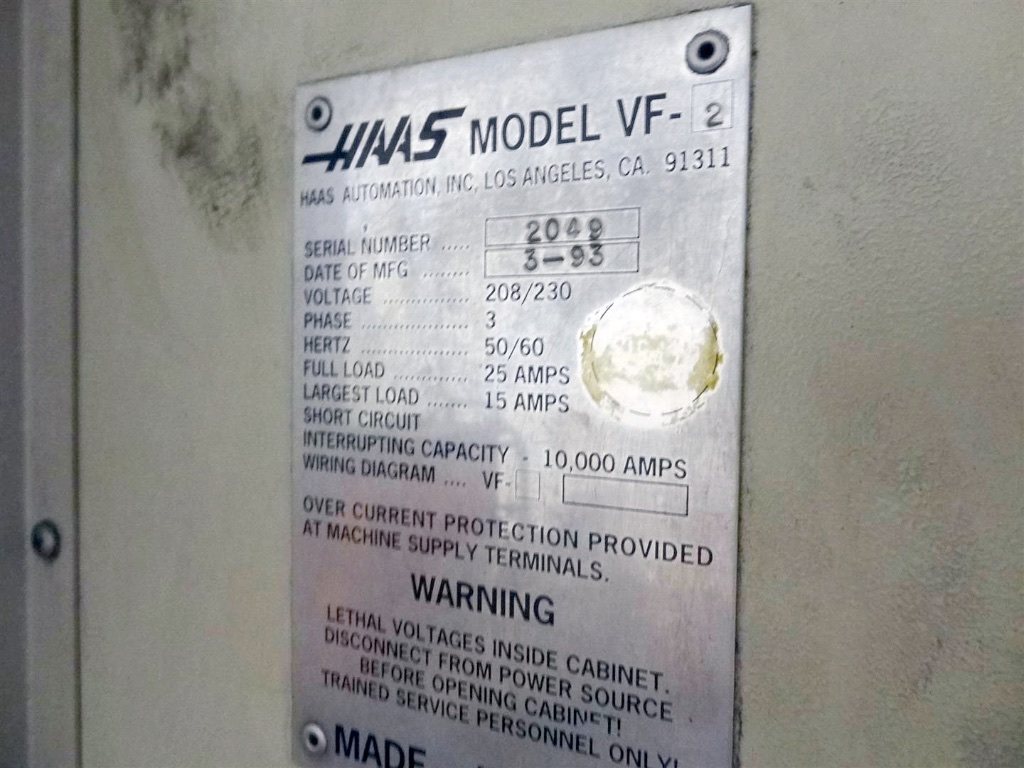 HAAS MODEL VF-2
HAAS AUTOMATION, INC, LOS ANGELES, CA. 91311
SERIAL NUMBER ..... 2049
DATE OF MFG ........ 3-93
VOLTAGE ............... 208/230
PHASE ................... 3
HERTZ ................... 50/60
FULL LOAD ............. 25 AMPS
LARGEST LOAD ....... 15 AMPS
SHORT CIRCUIT
INTERRUPTING CAPACITY - 10,000 AMPS
WIRING DIAGRAM .... VF-
OVER CURRENT PROTECTION PROVIDED
AT MACHINE SUPPLY TERMINALS.
WARNING
LETHAL VOLTAGES INSIDE CABINET.
DISCONNECT FROM POWER SOURCE
BEFORE OPENING CABINET!
TRAINED SERVICE PERSONNEL ONLY!
MADE